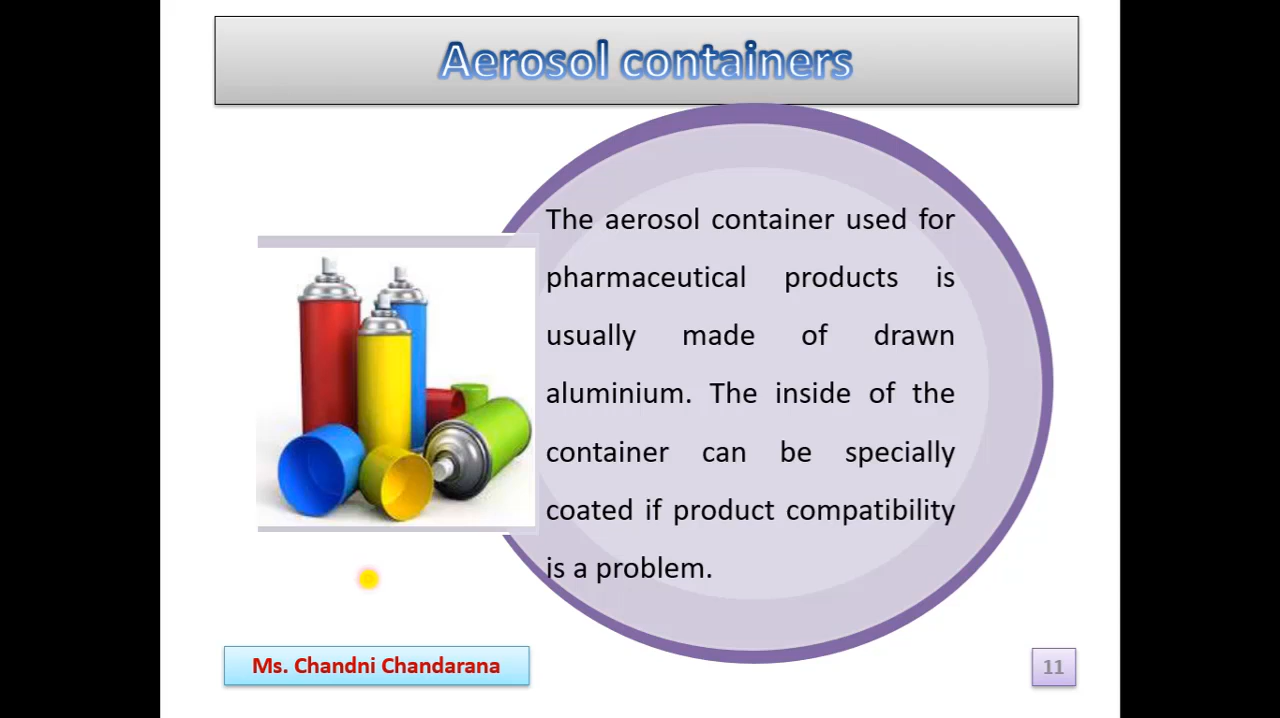 Aerosol containers
The aerosol container used for
pharmaceutical products is
usually made of drawn
aluminium. The inside of the
container can be specially
coated if product compatibility
is a problem.
Ms. Chandni Chandarana
11